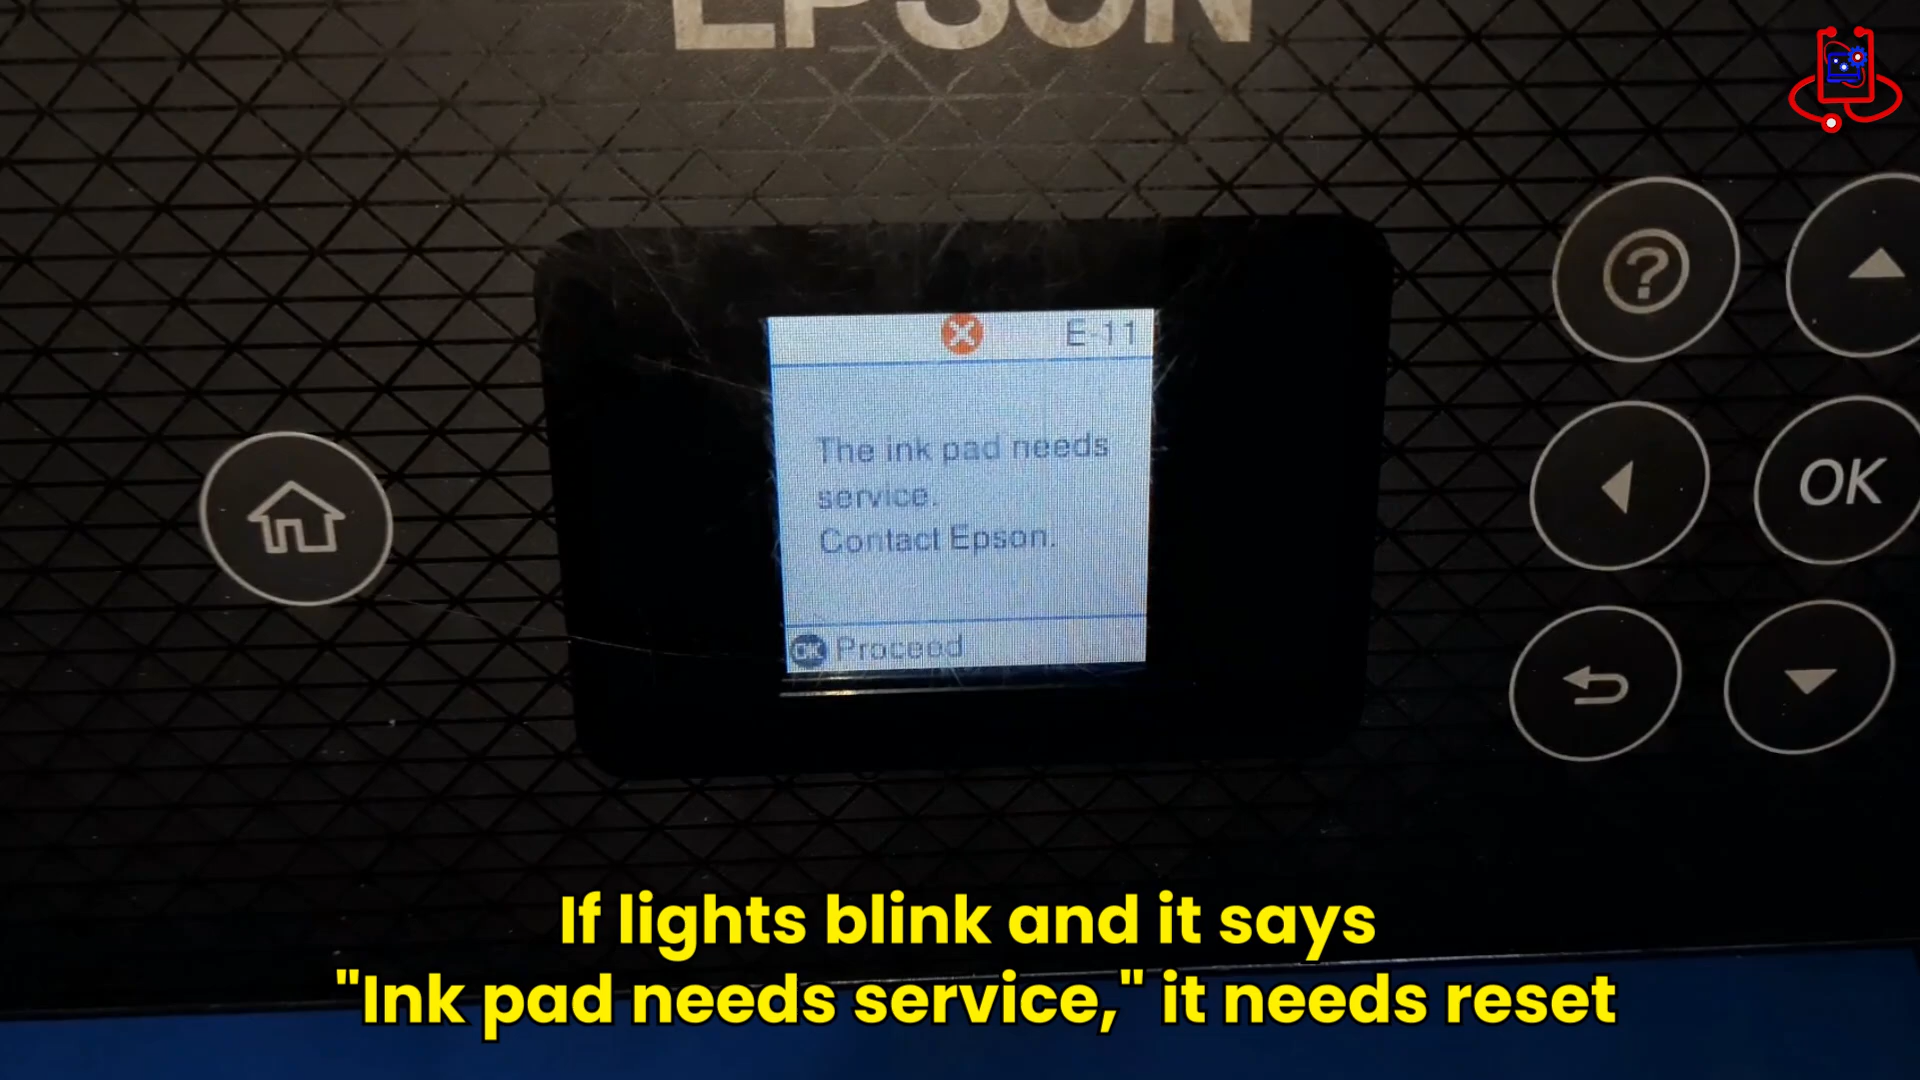 EPSON
E-11
The ink pad needs
service.
Contact Epson.
OK Proceed
?
OK
If lights blink and it says
"Ink pad needs service," it needs reset